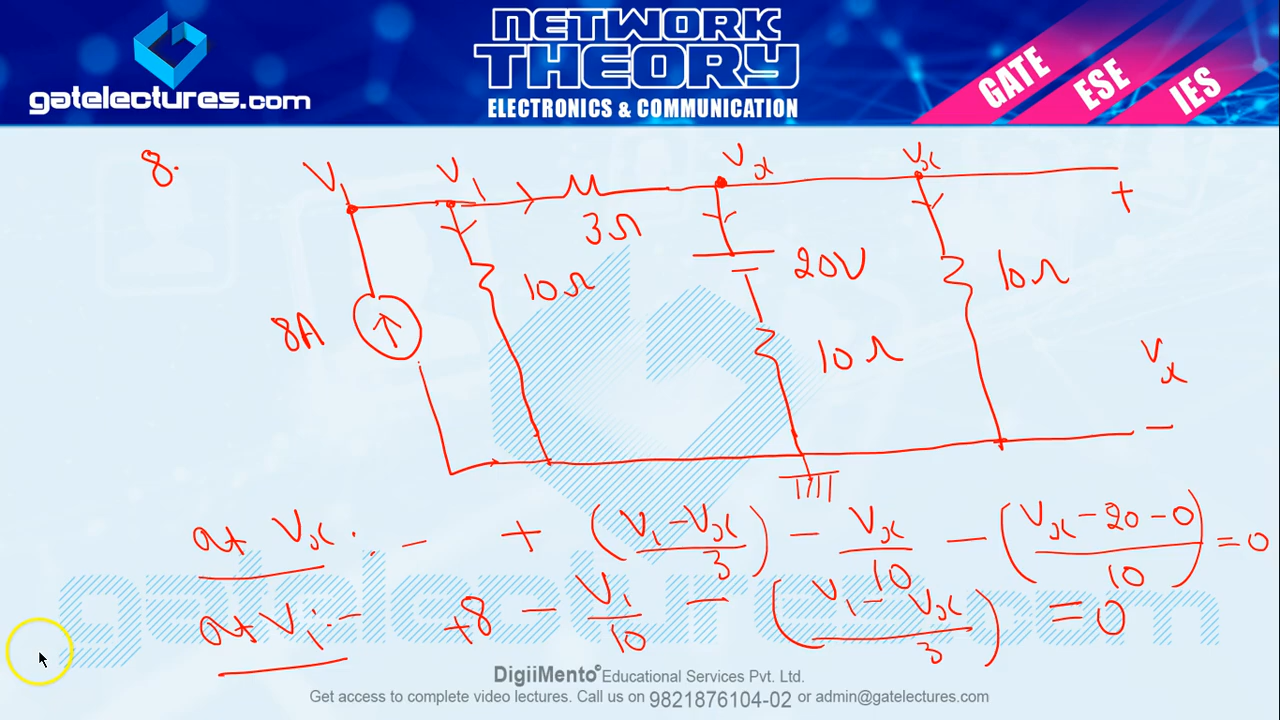 gatelectures.com
NETWORK
THEORY
ELECTRONICS & COMMUNICATION
GATE
ESE
IES
8.
V1
V1
Vx
Vx
+
3Ω
20V
10Ω
10Ω
8A
10Ω
Vx
−
at Vx :- + (V1 - Vx / 3) - Vx / 10 - (Vx - 20 - 0 / 10) = 0
at V1 :- +8 - V1 / 10 - (V1 - Vx / 3) = 0
gatelectures.com
DigiiMento© Educational Services Pvt. Ltd.
Get access to complete video lectures. Call us on 9821876104-02 or admin@gatelectures.com